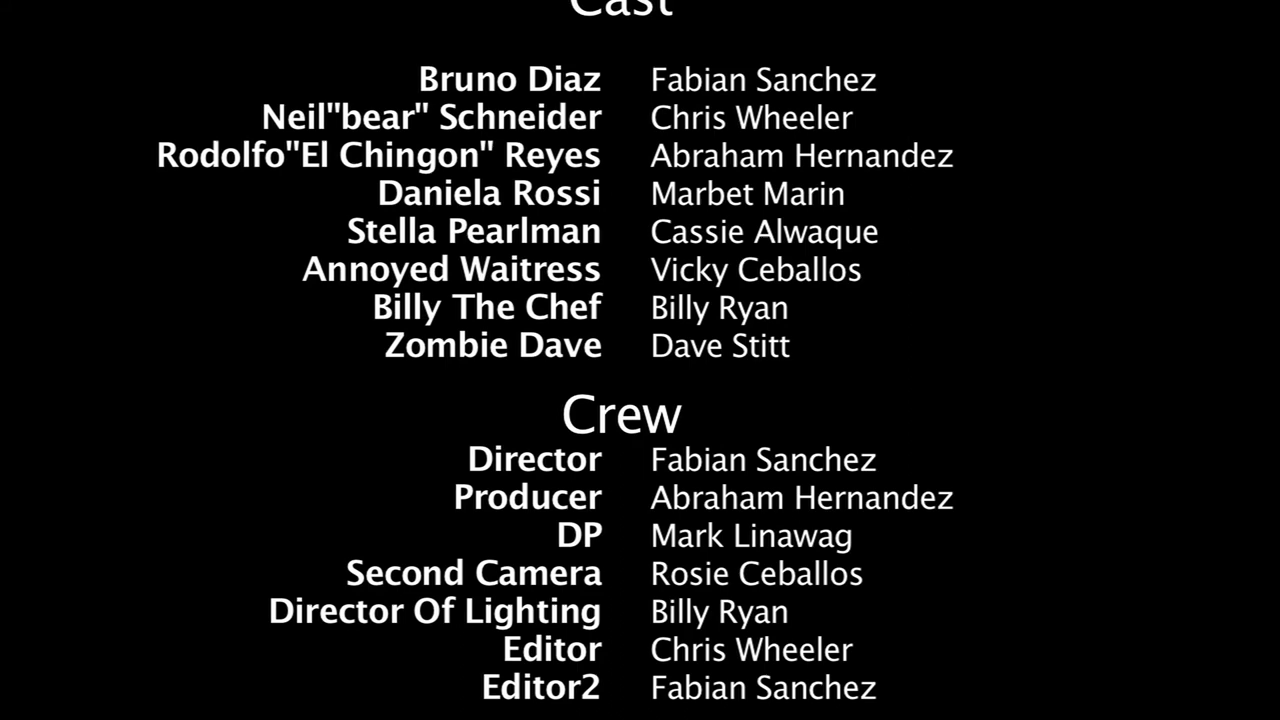 Cast
Bruno Diaz Fabian Sanchez
Neil"bear" Schneider Chris Wheeler
Rodolfo"El Chingon" Reyes Abraham Hernandez
Daniela Rossi Marbet Marin
Stella Pearlman Cassie Alwaque
Annoyed Waitress Vicky Ceballos
Billy The Chef Billy Ryan
Zombie Dave Dave Stitt
Crew
Director Fabian Sanchez
Producer Abraham Hernandez
DP Mark Linawag
Second Camera Rosie Ceballos
Director Of Lighting Billy Ryan
Editor Chris Wheeler
Editor2 Fabian Sanchez